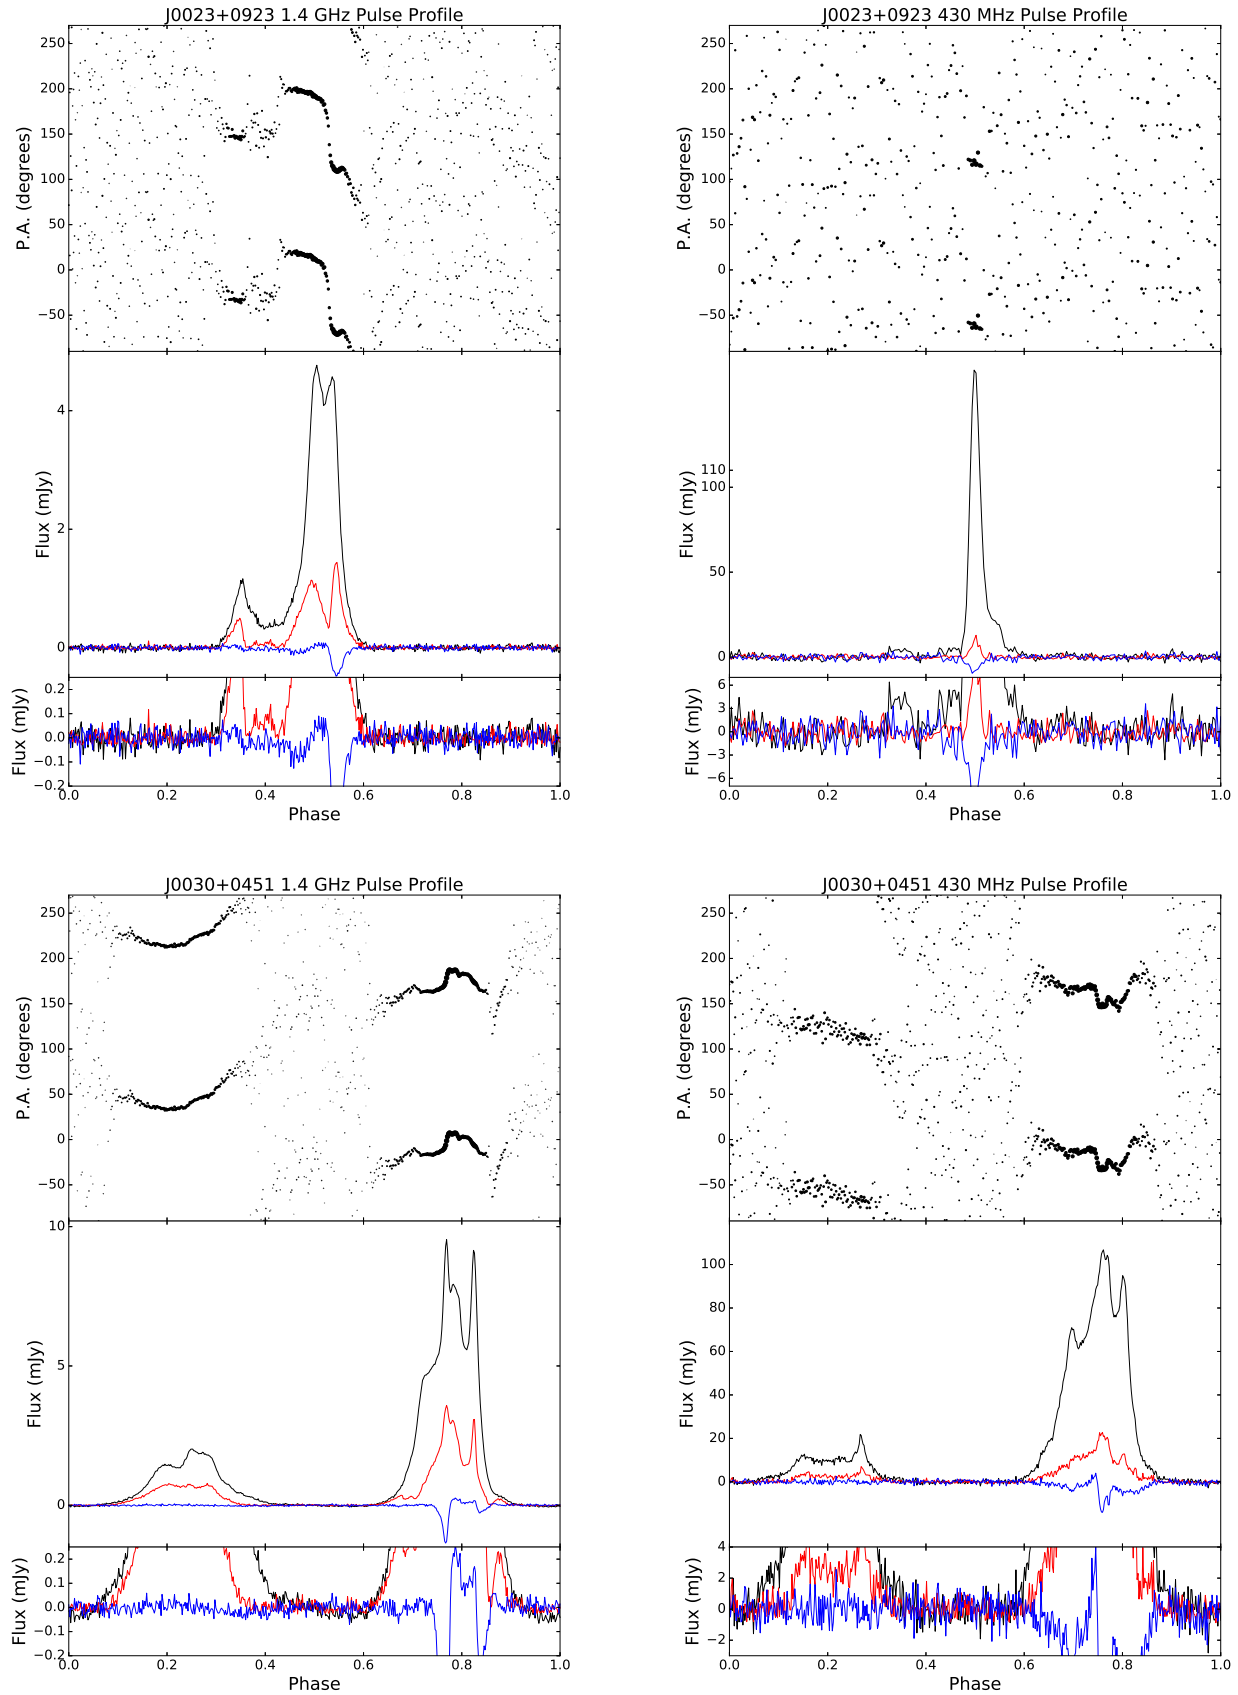 J0023+0923 1.4 GHz Pulse Profile
250
200
150
100
50
0
−50
P.A. (degrees)
4
2
0
Flux (mJy)
0.2
0.1
0.0
−0.1
−0.2
Flux (mJy)
0.0 0.2 0.4 0.6 0.8 1.0
Phase
J0023+0923 430 MHz Pulse Profile
250
200
150
100
50
0
−50
P.A. (degrees)
110
100
50
0
Flux (mJy)
6
3
0
−3
−6
Flux (mJy)
0.0 0.2 0.4 0.6 0.8 1.0
Phase
J0030+0451 1.4 GHz Pulse Profile
250
200
150
100
50
0
−50
P.A. (degrees)
10
5
0
Flux (mJy)
0.2
0.1
0.0
−0.1
−0.2
Flux (mJy)
0.0 0.2 0.4 0.6 0.8 1.0
Phase
J0030+0451 430 MHz Pulse Profile
250
200
150
100
50
0
−50
P.A. (degrees)
100
80
60
40
20
0
Flux (mJy)
4
2
0
−2
Flux (mJy)
0.0 0.2 0.4 0.6 0.8 1.0
Phase